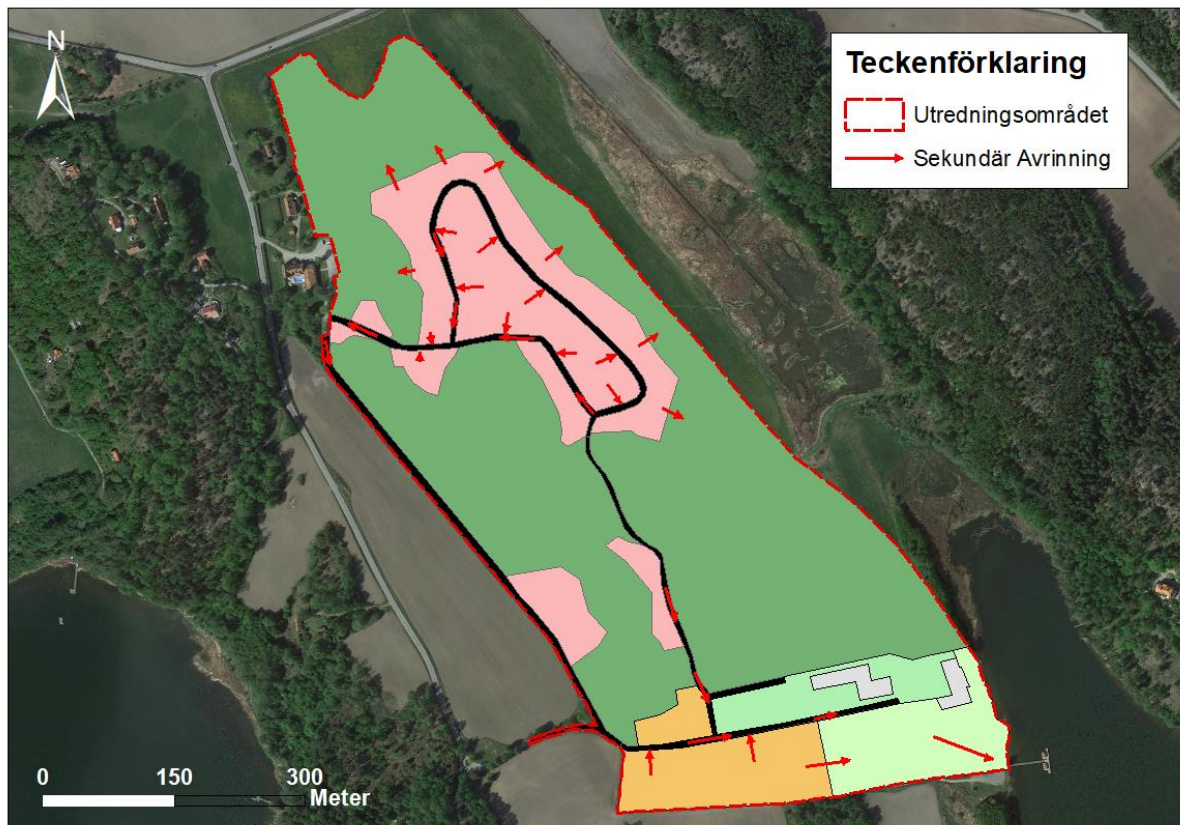 N
Teckenförklaring
Utredningsområdet
Sekundär Avrinning
0 150 300
Meter